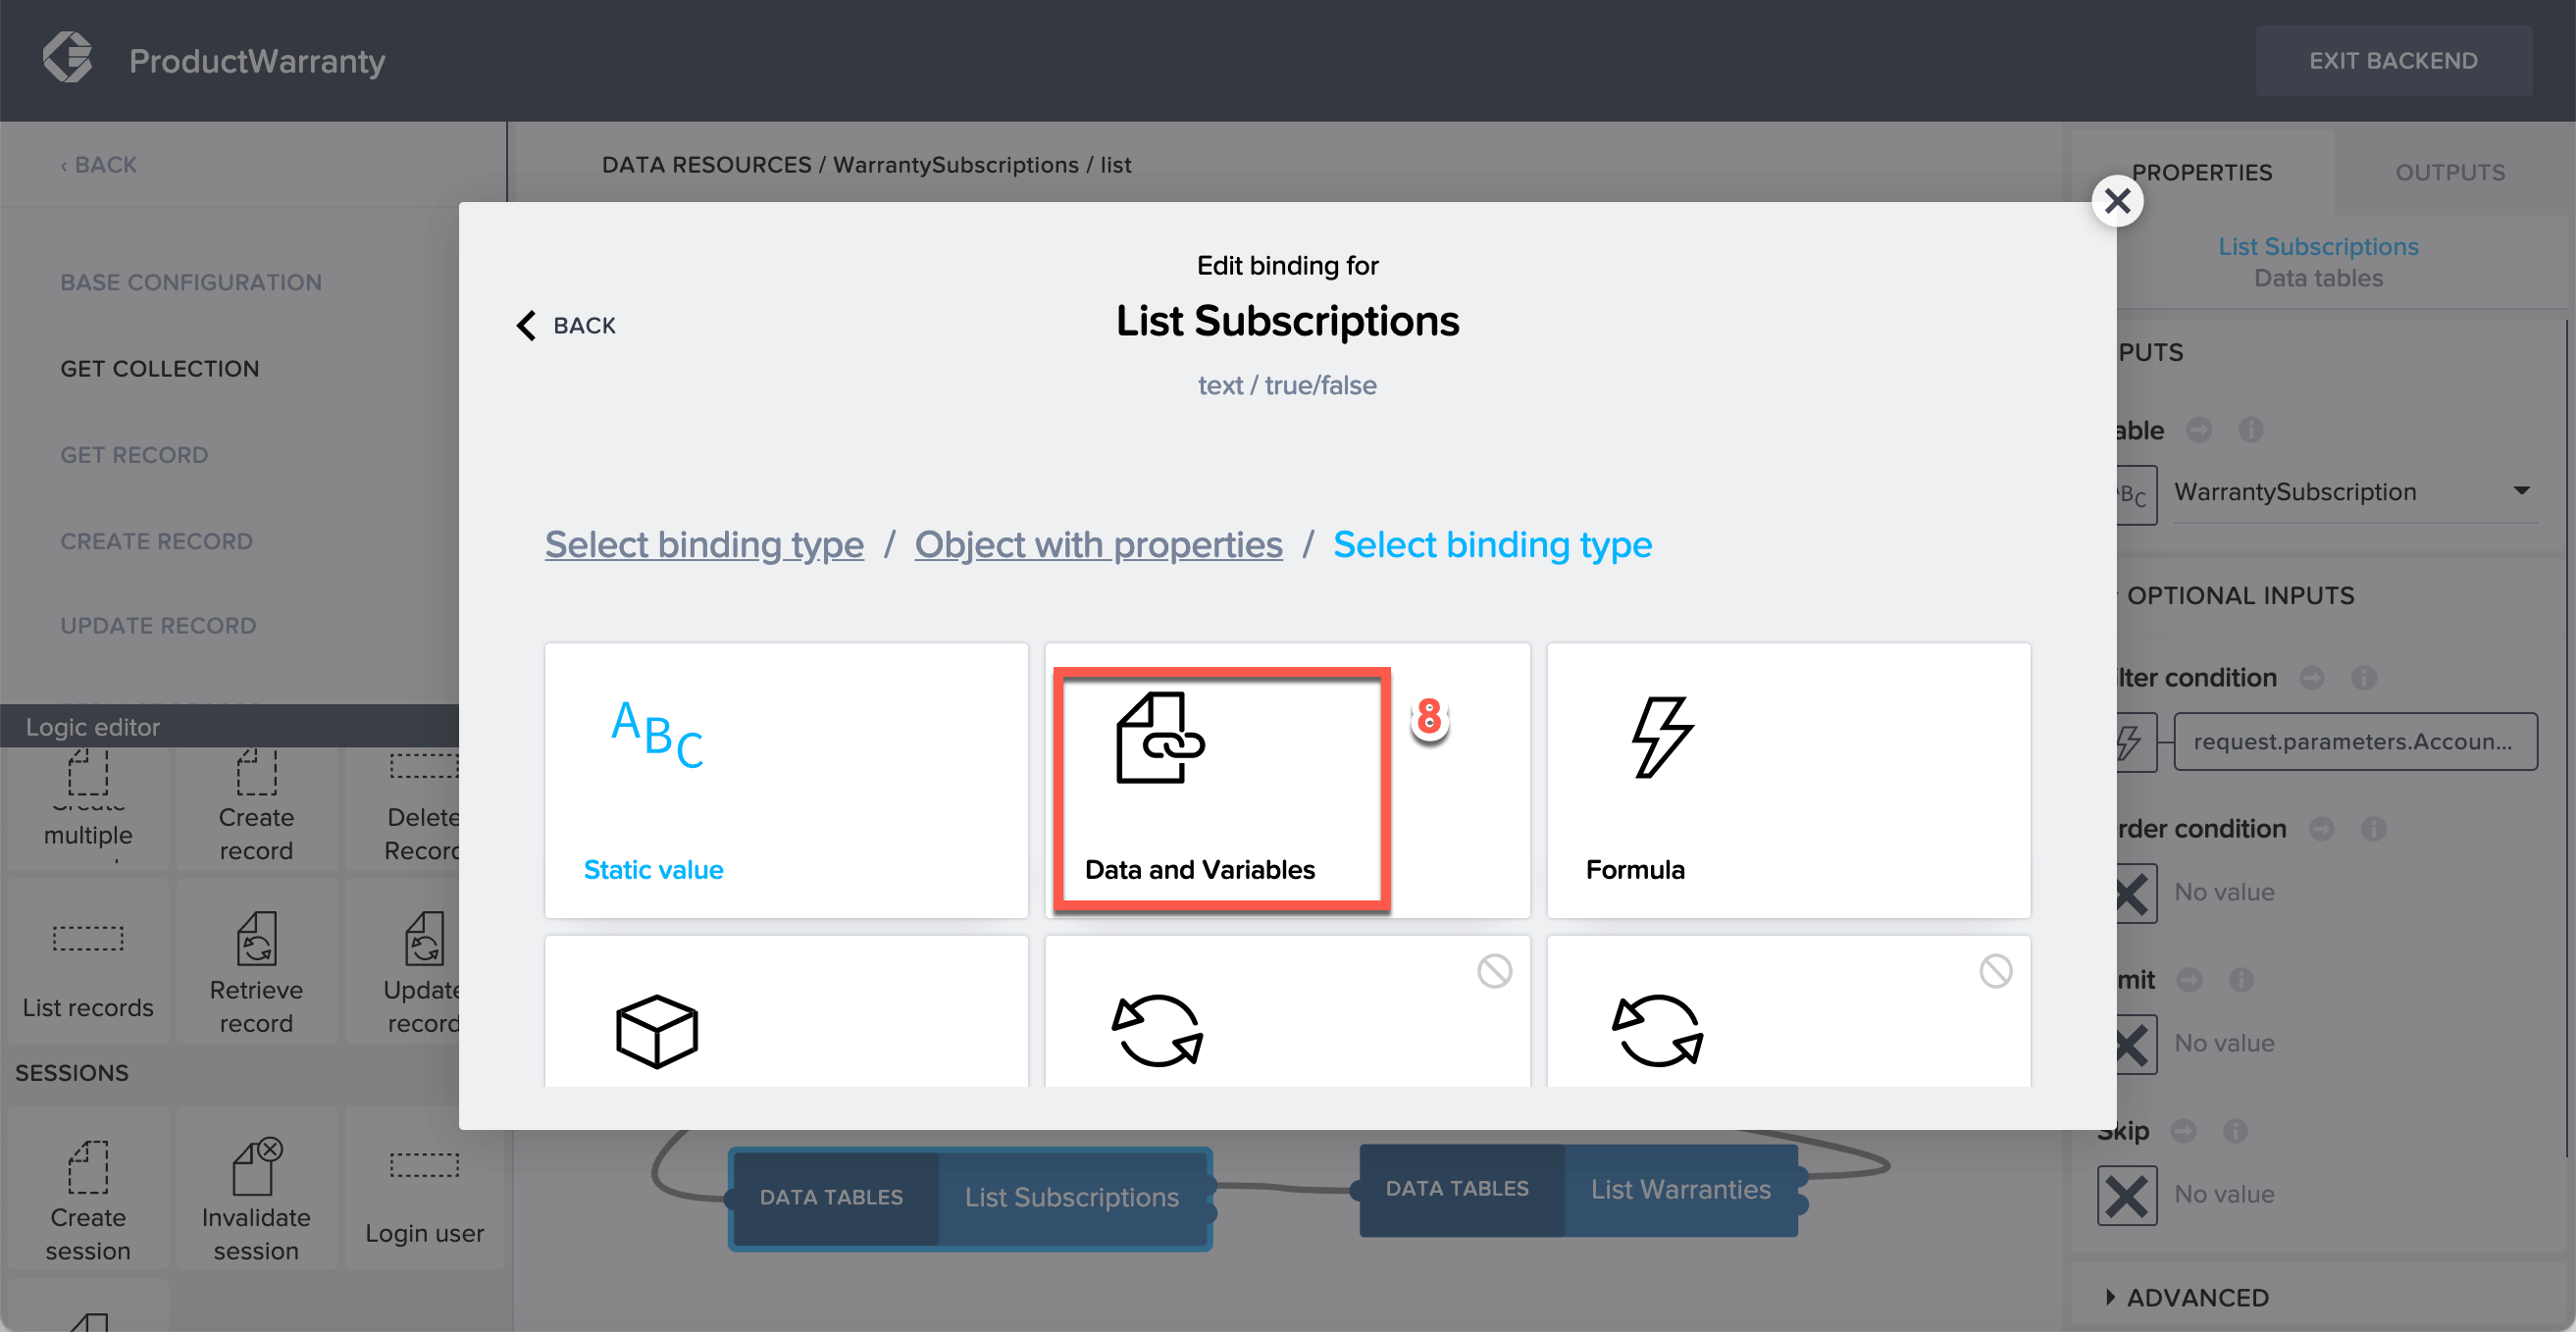 ProductWarranty
EXIT BACKEND
‹ BACK
DATA RESOURCES / WarrantySubscriptions / list
PROPERTIES
OUTPUTS
BASE CONFIGURATION
GET COLLECTION
GET RECORD
CREATE RECORD
UPDATE RECORD
Logic editor
multiple
Create
record
Delete
Record
List records
Retrieve
record
Update
record
SESSIONS
Create
session
Invalidate
session
Login user
Edit binding for
BACK
List Subscriptions
text / true/false
Select binding type / Object with properties / Select binding type
ABC
8
Static value
Data and Variables
Formula
DATA TABLES
List Subscriptions
DATA TABLES
List Warranties
List Subscriptions
Data tables
PUTS
able
BC
WarrantySubscription
OPTIONAL INPUTS
lter condition
request.parameters.Accoun...
rder condition
No value
mit
No value
Skip
No value
ADVANCED